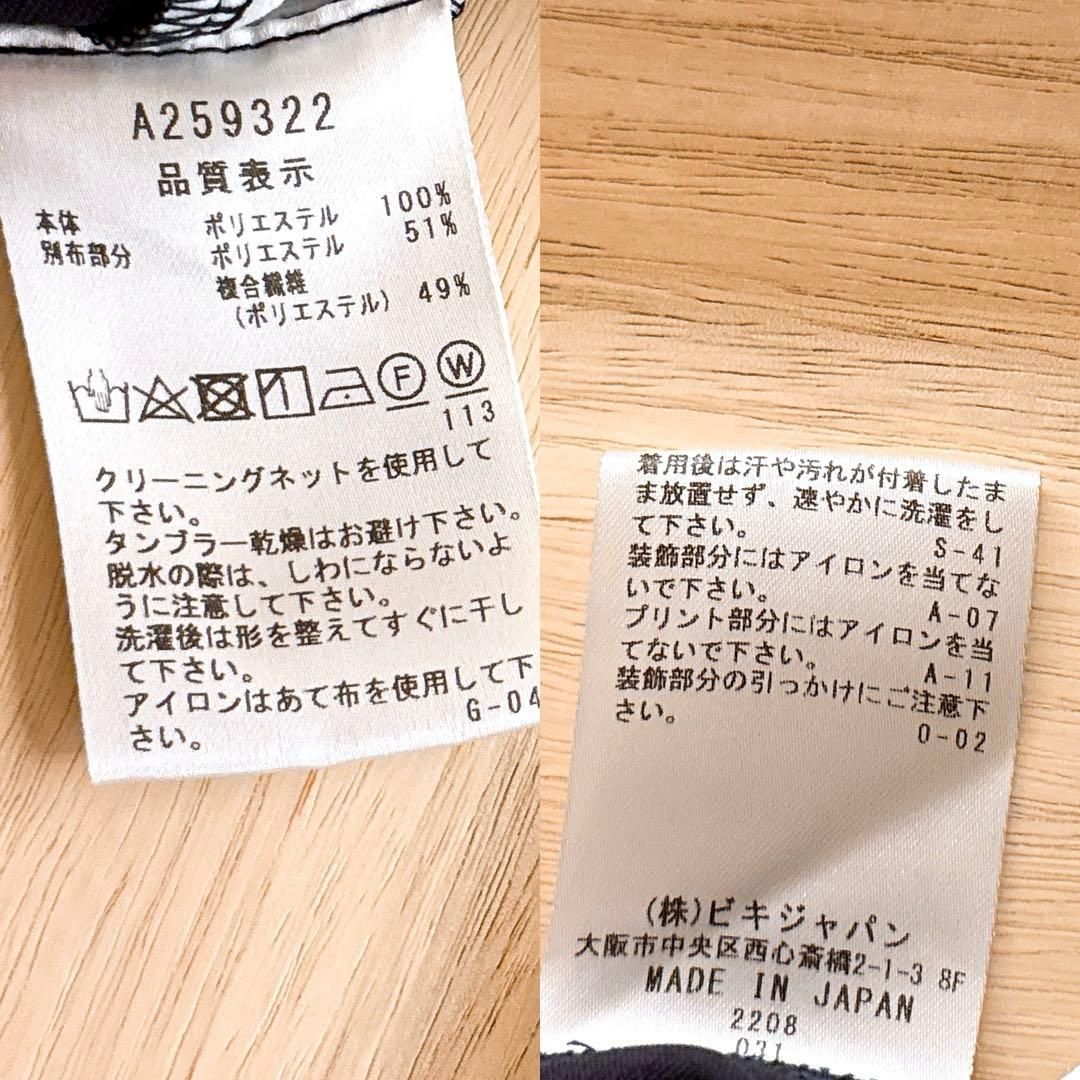 A259322
品質表示
本体 ポリエステル 100%
別布部分 ポリエステル 51%
複合繊維
(ポリエステル) 49%
F W
113
クリーニングネットを使用して
下さい。
タンブラー乾燥はお避け下さい。
脱水の際は、しわにならないよ
うに注意して下さい。
洗濯後は形を整えてすぐに干し
て下さい。
アイロンはあて布を使用して下
さい。 G-04
着用後は汗や汚れが付着したま
ま放置せず、速やかに洗濯をし
て下さい。 S-41
装飾部分にはアイロンを当てな
いで下さい。 A-07
プリント部分にはアイロンを当
てないで下さい。 A-11
装飾部分の引っかけにご注意下
さい。 O-02
(株)ビキジャパン
大阪市中央区西心斎橋2-1-3 8F
MADE IN JAPAN
2208
031